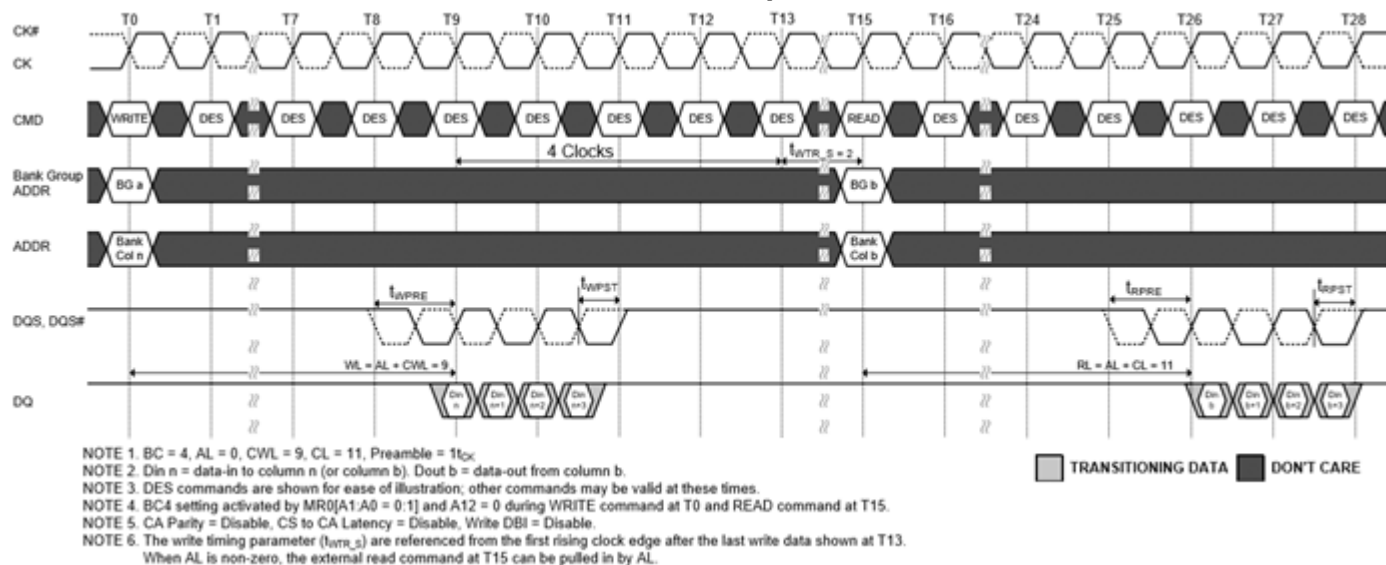 T0 T1 T7 T8 T9 T10 T11 T12 T13 T15 T16 T24 T25 T26 T27 T28
CK#
CK
CMD WRITE DES DES DES DES DES DES DES DES READ DES DES DES DES DES DES
4 Clocks tWTR_S = 2
Bank Group
ADDR
BG a BG b
ADDR
Bank
Col n
Bank
Col b
tWPRE tWPST tRPRE tRPST
DQS, DQS#
WL = AL + CWL = 9 RL = AL + CL = 11
DQ
Din
n
Din
n+1
Din
n+2
Din
n+3
Din
b
Din
b+1
Din
b+2
Din
b+3
NOTE 1. BC = 4, AL = 0, CWL = 9, CL = 11, Preamble = 1tCK
NOTE 2. Din n = data-in to column n (or column b). Dout b = data-out from column b.
NOTE 3. DES commands are shown for ease of illustration; other commands may be valid at these times.
NOTE 4. BC4 setting activated by MR0[A1:A0 = 0:1] and A12 = 0 during WRITE command at T0 and READ command at T15.
NOTE 5. CA Parity = Disable, CS to CA Latency = Disable, Write DBI = Disable.
NOTE 6. The write timing parameter (tWTR_S) are referenced from the first rising clock edge after the last write data shown at T13.
When AL is non-zero, the external read command at T15 can be pulled in by AL.
TRANSITIONING DATA DON'T CARE